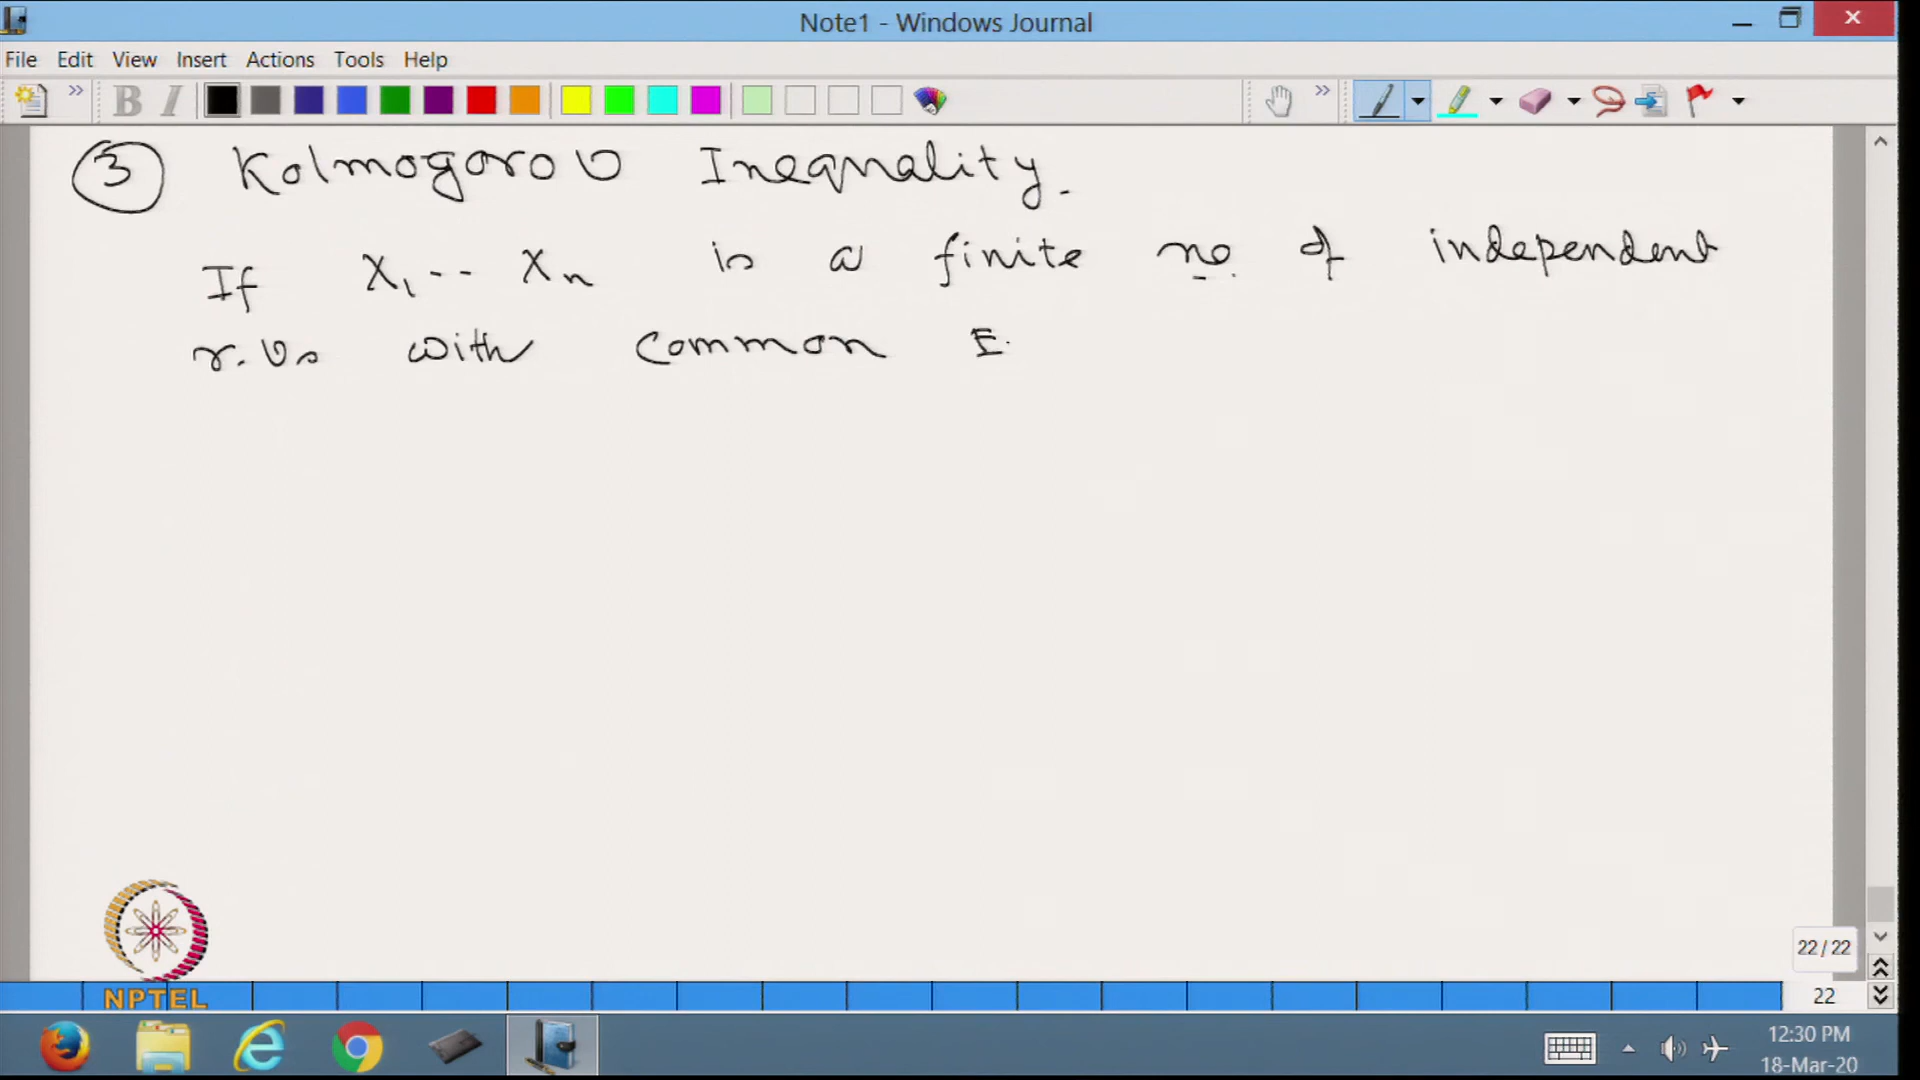 Note1 - Windows Journal
File Edit View Insert Actions Tools Help
B I
3 Kolmogorov Inequality.
If X1 -- Xn is a finite no. of independent
r.vs with common E
22 / 22
22
NPTEL
12:30 PM
18-Mar-20